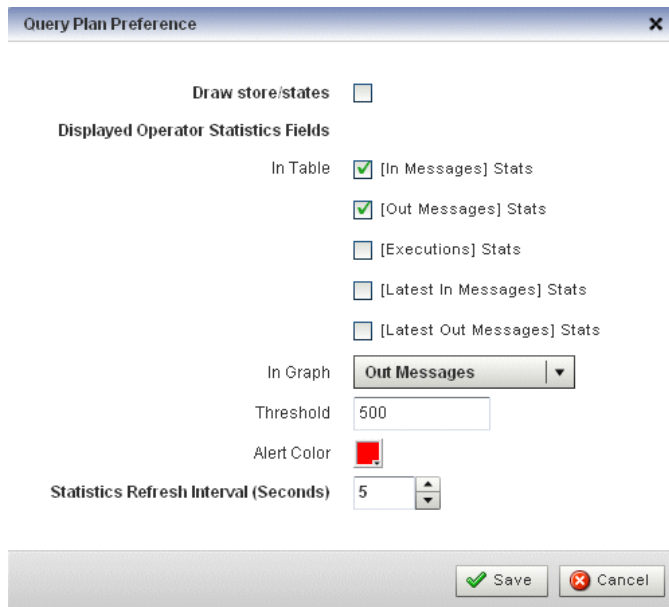 Query Plan Preference
Draw store/states
Displayed Operator Statistics Fields
In Table [In Messages] Stats
[Out Messages] Stats
[Executions] Stats
[Latest In Messages] Stats
[Latest Out Messages] Stats
In Graph Out Messages
Threshold 500
Alert Color
Statistics Refresh Interval (Seconds) 5
Save Cancel